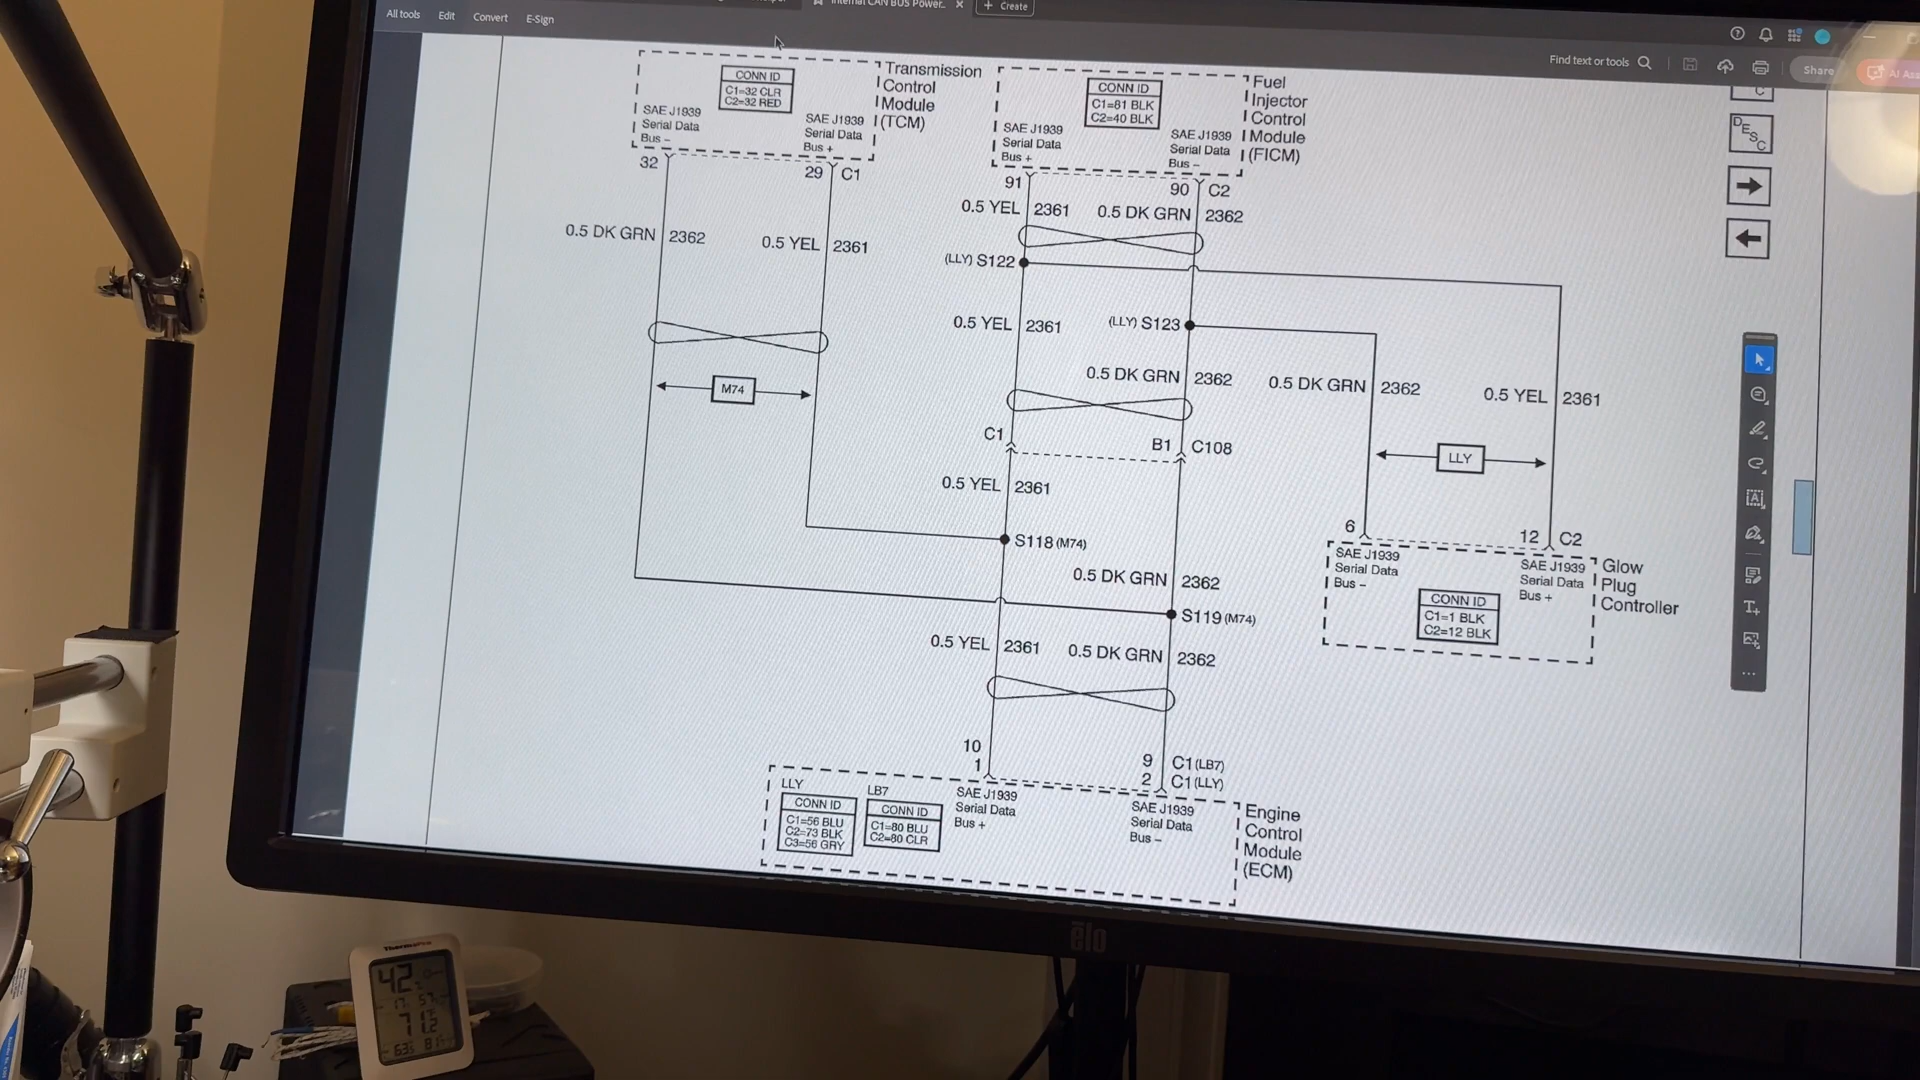 Internal CAN BUS Power..
Create
All tools
Edit
Convert
E-Sign
Find text or tools
Share
CONN ID
C1=32 CLR
C2=32 RED
Transmission
Control
Module
(TCM)
SAE J1939
Serial Data
Bus –
SAE J1939
Serial Data
Bus +
32
29
C1
CONN ID
C1=81 BLK
C2=40 BLK
Fuel
Injector
Control
Module
(FICM)
SAE J1939
Serial Data
Bus +
SAE J1939
Serial Data
Bus –
91
90
C2
DESC
0.5 DK GRN 2362
0.5 YEL 2361
0.5 YEL 2361
0.5 DK GRN 2362
(LLY) S122
0.5 YEL 2361
(LLY) S123
M74
0.5 DK GRN 2362
0.5 DK GRN 2362
0.5 YEL 2361
C1
B1
C108
LLY
0.5 YEL 2361
S118 (M74)
0.5 DK GRN 2362
S119 (M74)
6
12
C2
SAE J1939
Serial Data
Bus –
SAE J1939
Serial Data
Bus +
CONN ID
C1=1 BLK
C2=12 BLK
Glow
Plug
Controller
0.5 YEL 2361
0.5 DK GRN 2362
10
1
9
2
C1 (LB7)
C1 (LLY)
LLY
CONN ID
C1=56 BLU
C2=73 BLK
C3=56 GRY
LB7
CONN ID
C1=80 BLU
C2=80 CLR
SAE J1939
Serial Data
Bus +
SAE J1939
Serial Data
Bus –
Engine
Control
Module
(ECM)
elo
ThermoPro
42